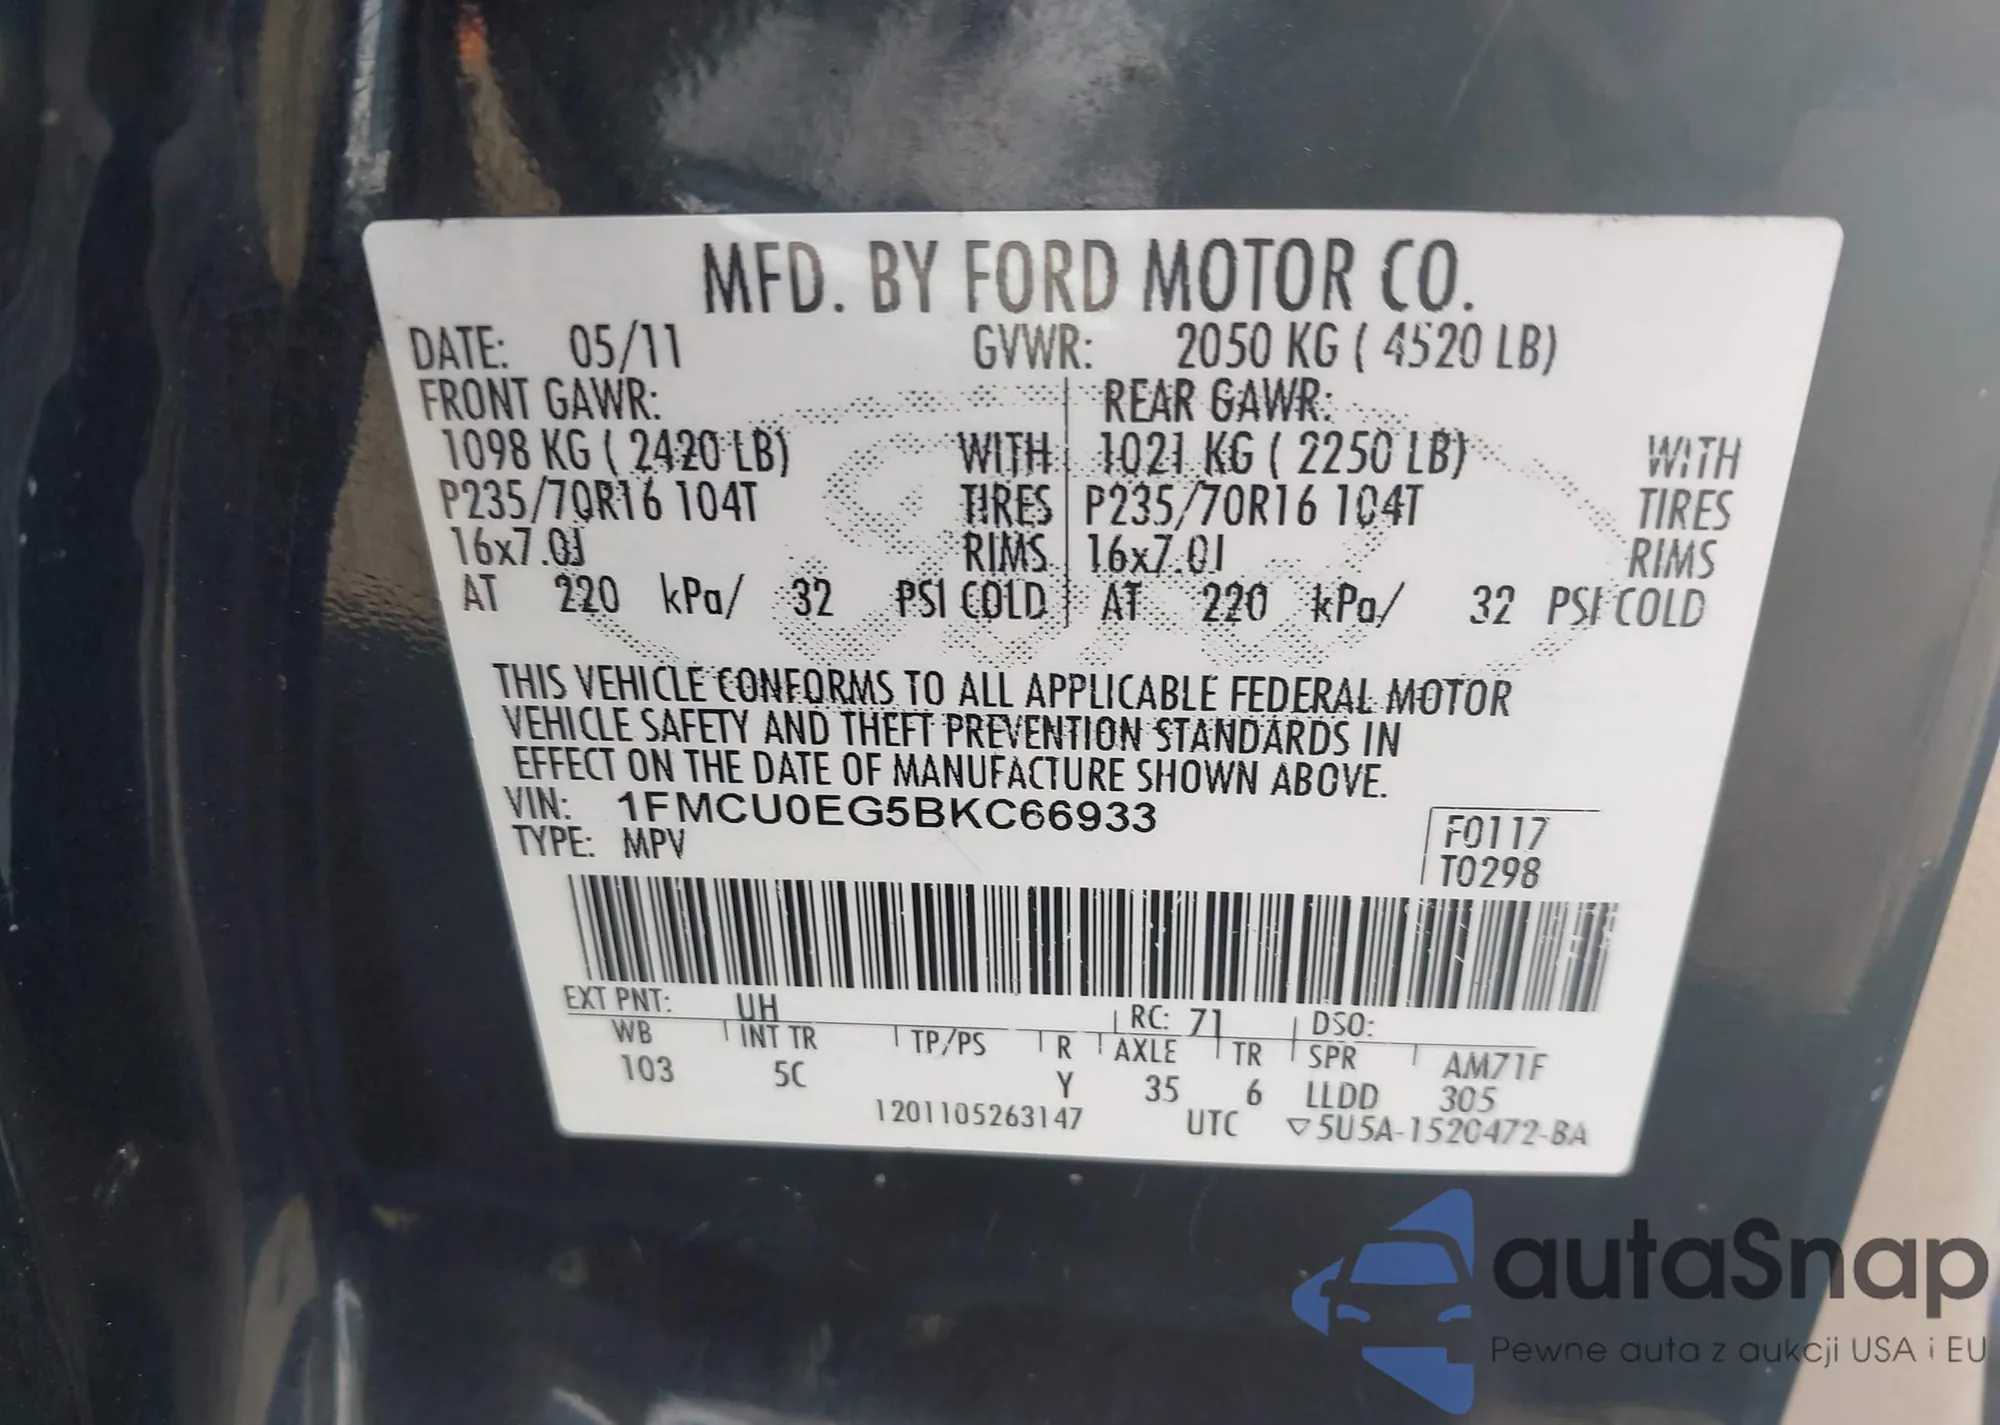 MFD. BY FORD MOTOR CO.
DATE: 05/11 GVWR: 2050 KG ( 4520 LB)
FRONT GAWR: REAR GAWR:
1098 KG ( 2420 LB) WITH 1021 KG ( 2250 LB) WITH
P235/70R16 104T TIRES P235/70R16 104T TIRES
16x7.0J RIMS 16x7.0J RIMS
AT 220 kPa/ 32 PSI COLD AT 220 kPa/ 32 PSI COLD
THIS VEHICLE CONFORMS TO ALL APPLICABLE FEDERAL MOTOR
VEHICLE SAFETY AND THEFT PREVENTION STANDARDS IN
EFFECT ON THE DATE OF MANUFACTURE SHOWN ABOVE.
VIN: 1FMCU0EG5BKC66933
TYPE: MPV
F0117
T0298
EXT PNT: UH RC: 71 DSO:
WB INT TR TP/PS R AXLE TR SPR AM71F
103 5C Y 35 6 LLDD 305
1201105263147 UTC ▽5U5A-1520472-BA
autaSnap
Pewne auta z aukcji USA i EU